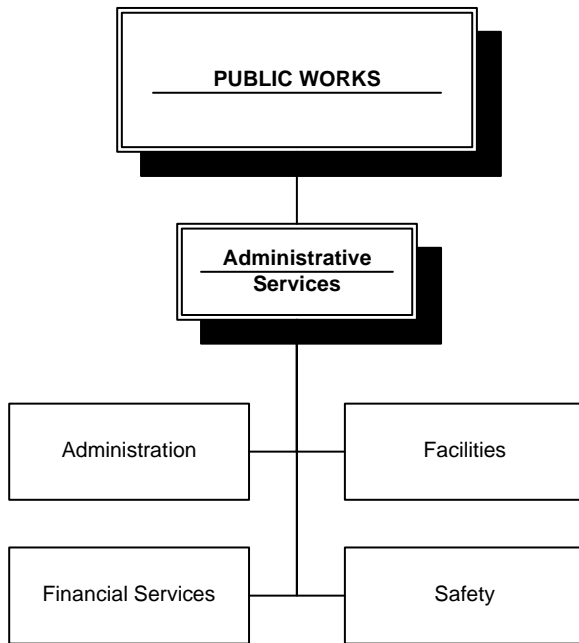 PUBLIC WORKS
Administrative
Services
Administration
Facilities
Financial Services
Safety